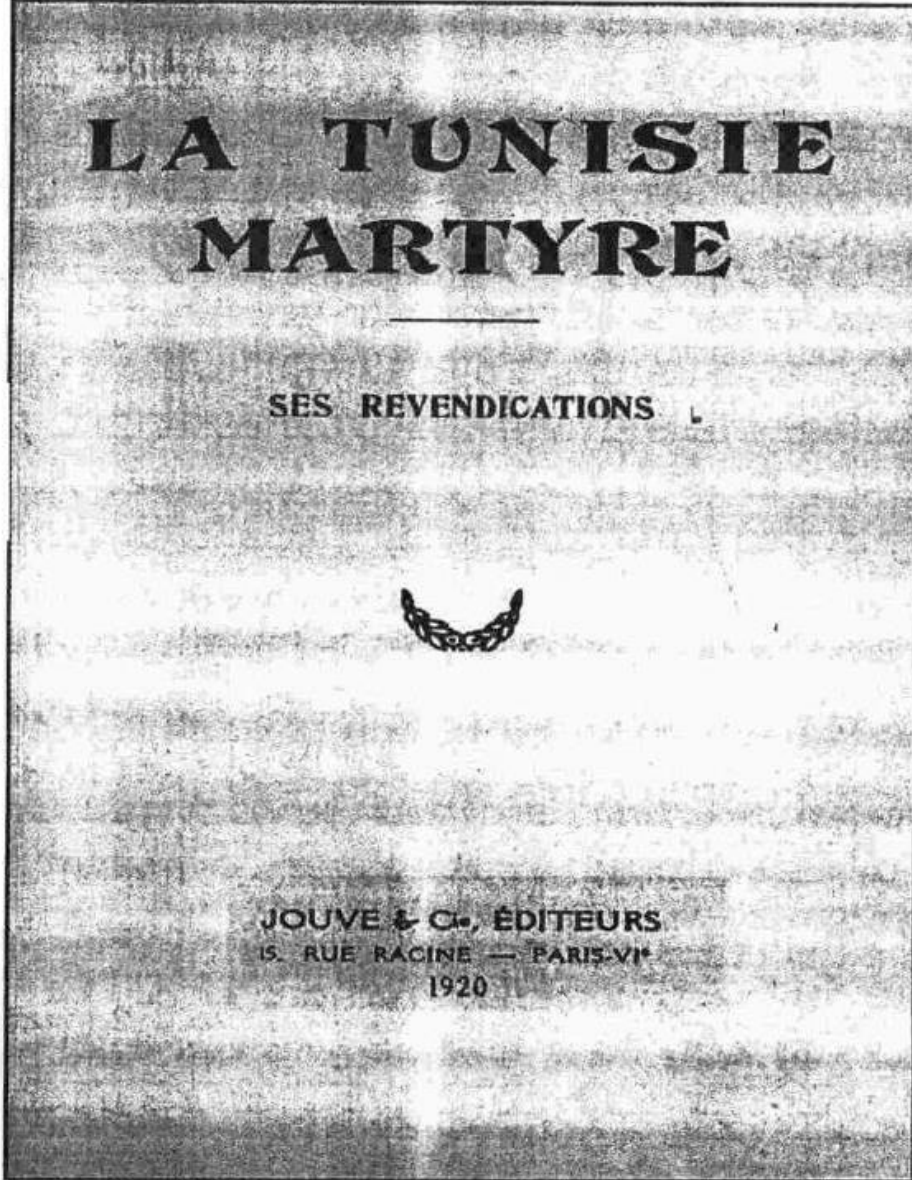 LA TUNISIE
MARTYRE
SES REVENDICATIONS
JOUVE & Cie, ÉDITEURS
15, RUE RACINE — PARIS-VIe
1920